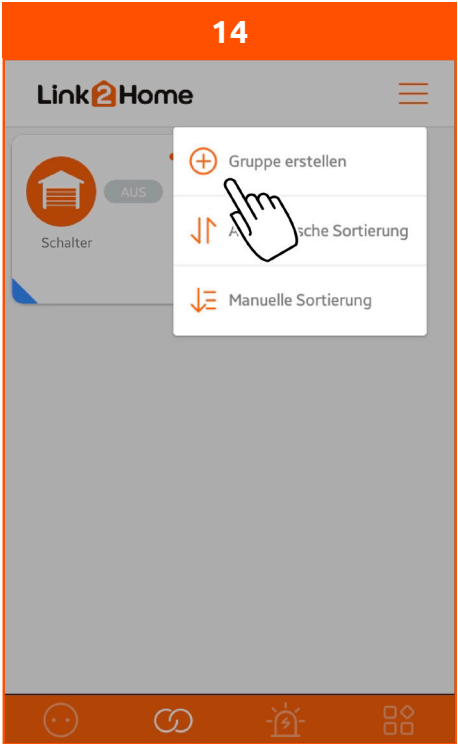 14
Link2Home
Gruppe erstellen
AUS
sche Sortierung
Schalter
Manuelle Sortierung